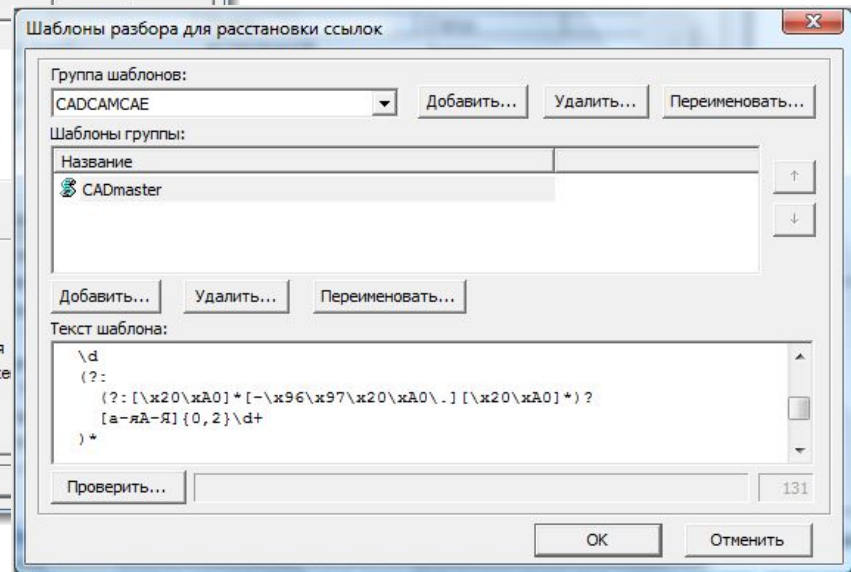 Шаблоны разбора для расстановки ссылок
Группа шаблонов:
CADCAMCAE
Добавить...
Удалить...
Переименовать...
Шаблоны группы:
Название
CADmaster
↑
↓
Добавить...
Удалить...
Переименовать...
Текст шаблона:
\d
(?:
(?:[\x20\xA0]*[-\x96\x97\x20\xA0\.][\x20\xA0]*)?
[а-яА-Я]{0,2}\d+
)*
Проверить...
131
OK
Отменить